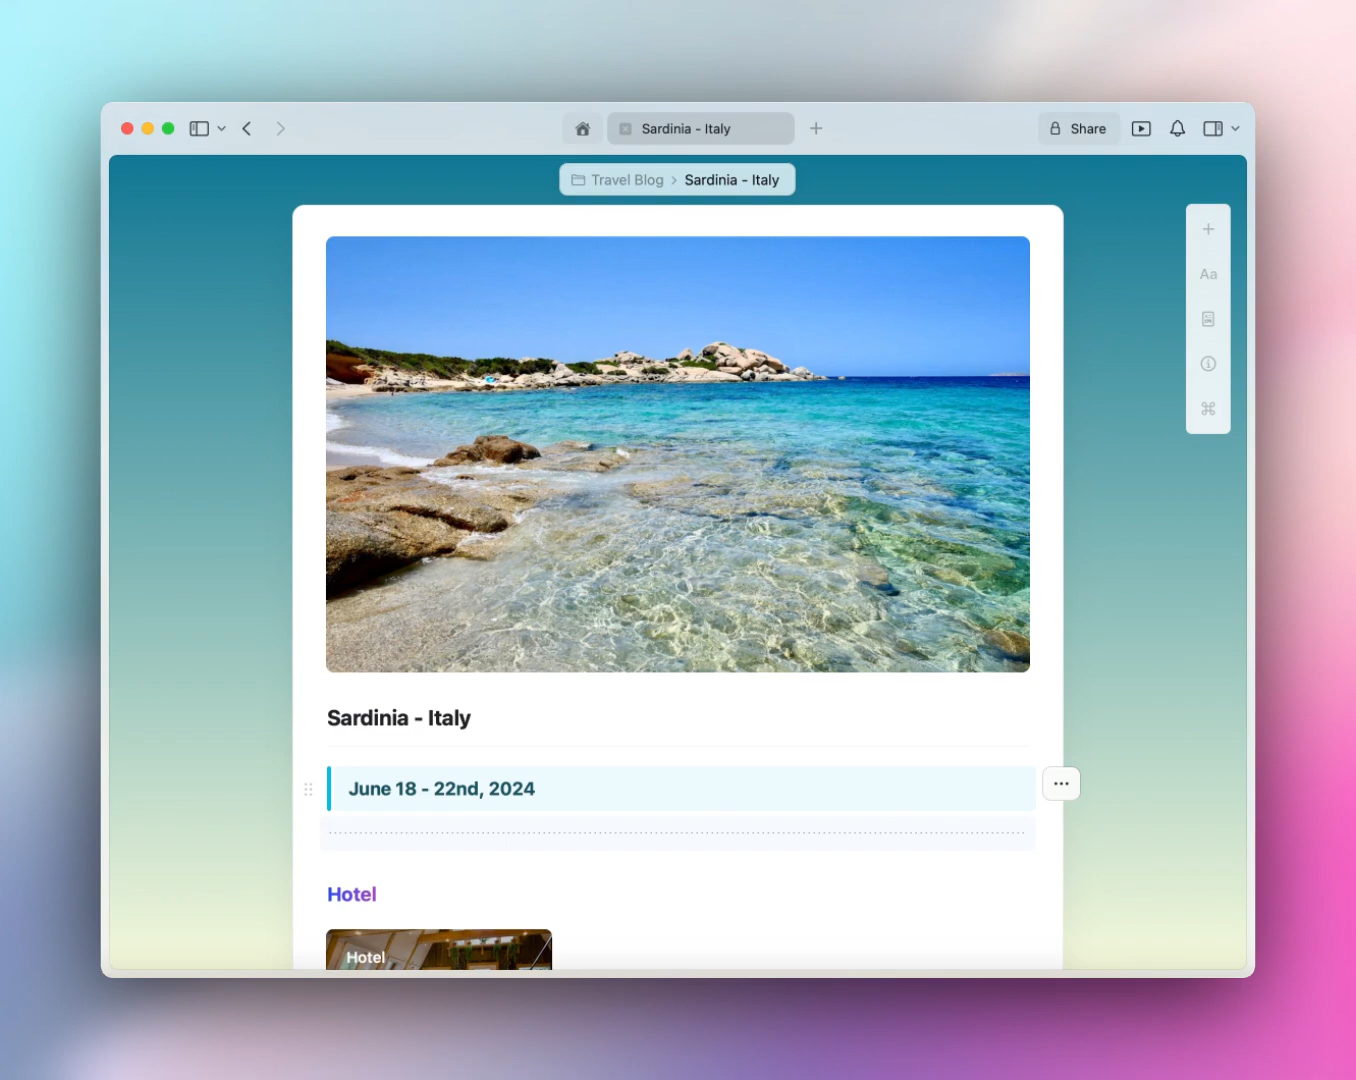 Sardinia - Italy
Share
Travel Blog > Sardinia - Italy
Aa
Sardinia - Italy
June 18 - 22nd, 2024
Hotel
Hotel